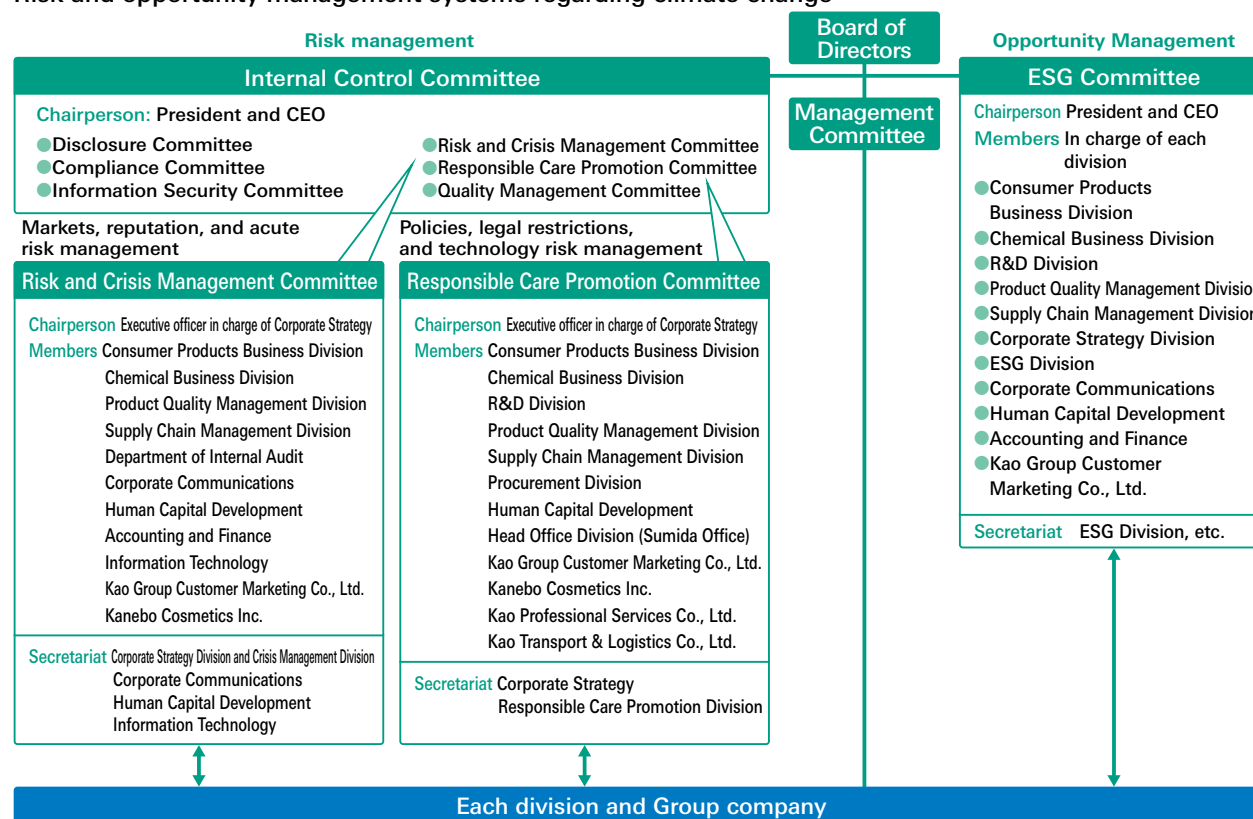 Risk and opportunity management systems regarding climate change
Risk management
Board of
Directors
Opportunity Management
Internal Control Committee
Chairperson: President and CEO
●Disclosure Committee
●Compliance Committee
●Information Security Committee
●Risk and Crisis Management Committee
●Responsible Care Promotion Committee
●Quality Management Committee
Management
Committee
ESG Committee
Chairperson President and CEO
Members In charge of each
division
●Consumer Products
Business Division
●Chemical Business Division
●R&D Division
●Product Quality Management Division
●Supply Chain Management Division
●Corporate Strategy Division
●ESG Division
●Corporate Communications
●Human Capital Development
●Accounting and Finance
●Kao Group Customer
Marketing Co., Ltd.
Secretariat ESG Division, etc.
Markets, reputation, and acute
risk management
Risk and Crisis Management Committee
Chairperson Executive officer in charge of Corporate Strategy
Members Consumer Products Business Division
Chemical Business Division
Product Quality Management Division
Supply Chain Management Division
Department of Internal Audit
Corporate Communications
Human Capital Development
Accounting and Finance
Information Technology
Kao Group Customer Marketing Co., Ltd.
Kanebo Cosmetics Inc.
Secretariat Corporate Strategy Division and Crisis Management Division
Corporate Communications
Human Capital Development
Information Technology
Policies, legal restrictions,
and technology risk management
Responsible Care Promotion Committee
Chairperson Executive officer in charge of Corporate Strategy
Members Consumer Products Business Division
Chemical Business Division
R&D Division
Product Quality Management Division
Supply Chain Management Division
Procurement Division
Human Capital Development
Head Office Division (Sumida Office)
Kao Group Customer Marketing Co., Ltd.
Kanebo Cosmetics Inc.
Kao Professional Services Co., Ltd.
Kao Transport & Logistics Co., Ltd.
Secretariat Corporate Strategy
Responsible Care Promotion Division
Each division and Group company